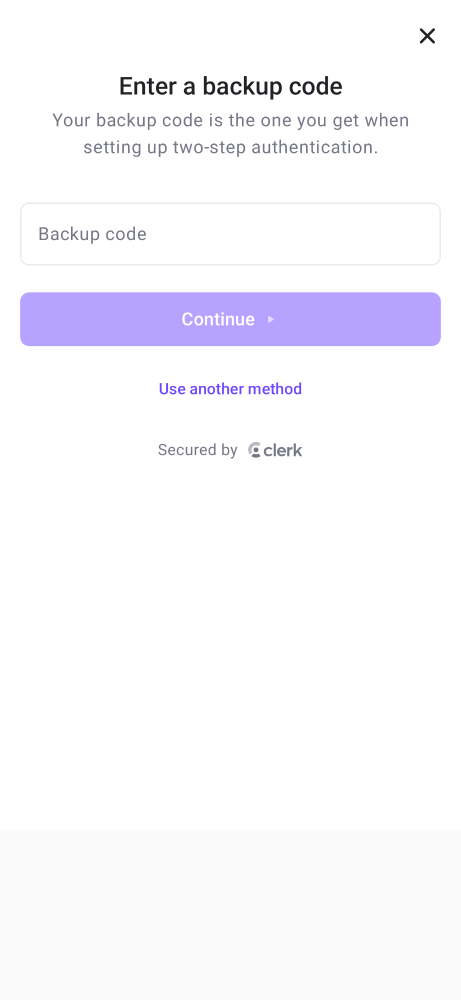 Enter a backup code
Your backup code is the one you get when
setting up two-step authentication.
Backup code
Continue
Use another method
Secured by clerk